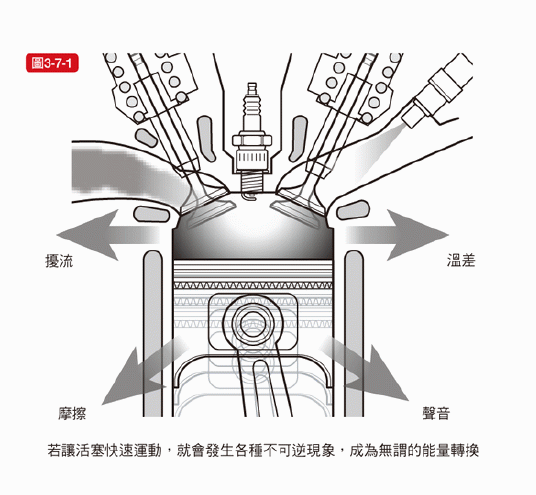 圖3-7-1
擾流
溫差
摩擦
聲音
若讓活塞快速運動，就會發生各種不可逆現象，成為無謂的能量轉換